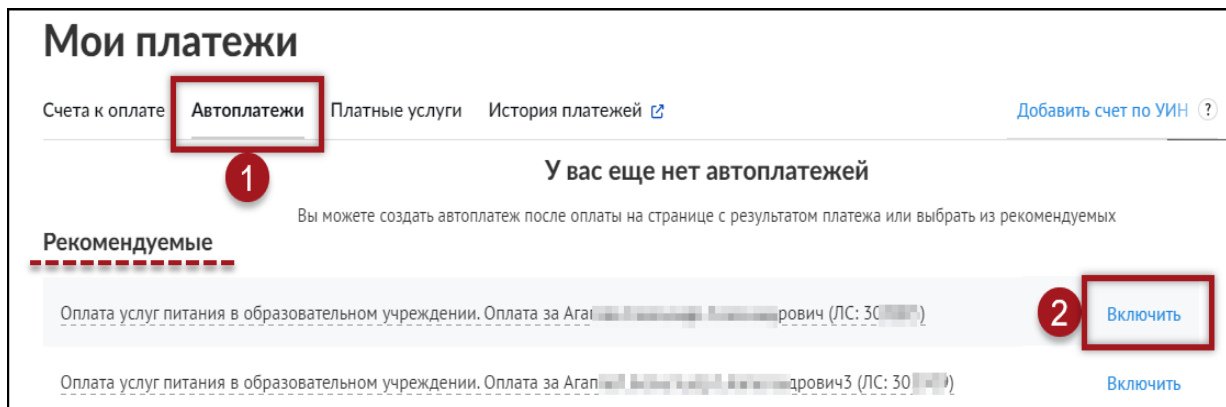 Мои платежи
Счета к оплате Автоплатежи Платные услуги История платежей Добавить счет по УИН ?
1
У вас еще нет автоплатежей
Вы можете создать автоплатеж после оплаты на странице с результатом платежа или выбрать из рекомендуемых
Рекомендуемые
Оплата услуг питания в образовательном учреждении. Оплата за (ЛС: 2 Включить
Оплата услуг питания в образовательном учреждении. Оплата за (ЛС: Включить